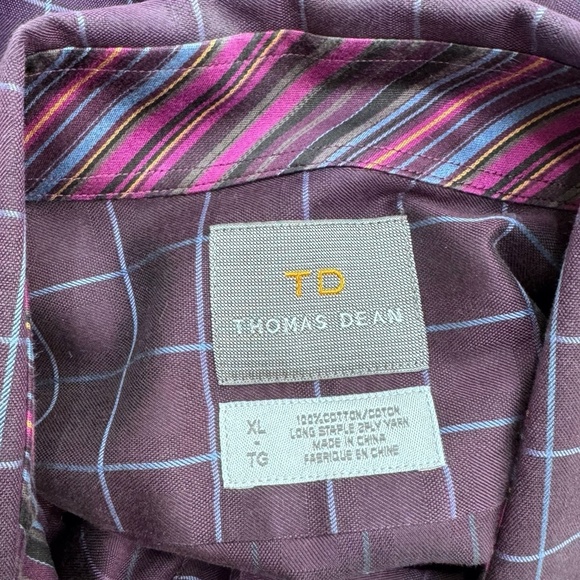 TD
THOMAS DEAN
XL
-
TG
100%COTTON/COTON
LONG STAPLE 2PLY YARN
MADE IN CHINA
FABRIQUE EN CHINE